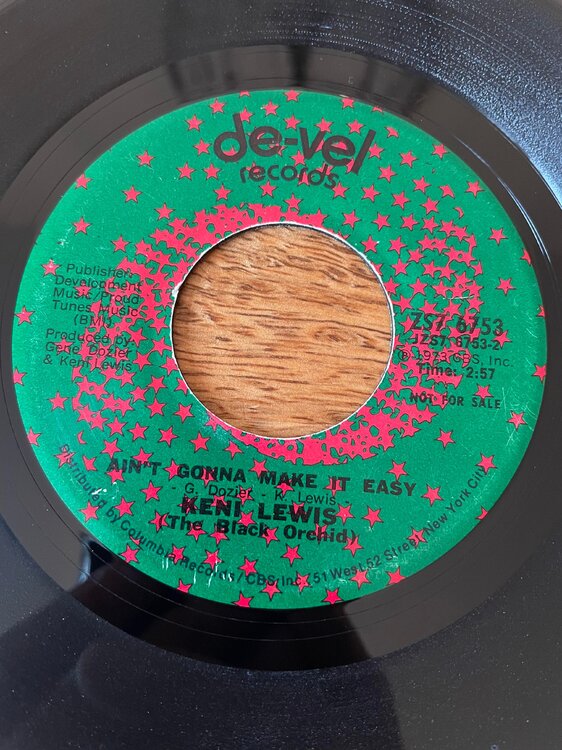 de-vel
records
Publisher:
Development
Music/Proud
Tunes Music
(BMI)
Produced by
Gene Dozier
& Keni Lewis
ZS7 6753
JZS7 6753-2
℗ 1973 CBS, Inc.
Time: 2:57
NOT FOR SALE
AIN'T GONNA MAKE IT EASY
- G. Dozier - K. Lewis -
KENI LEWIS
(The Black Orchid)
Distributed by Columbia Records/CBS Inc./51 West 52 Street/New York City